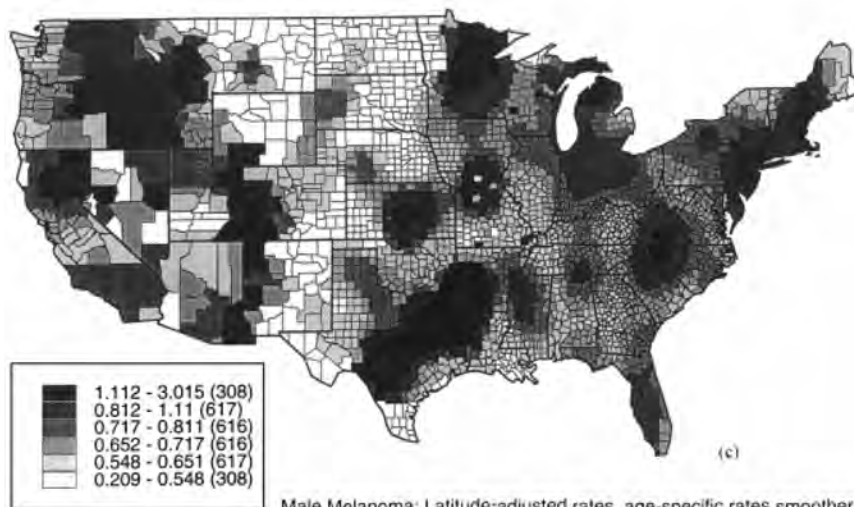 1.112 - 3.015 (308)
0.812 - 1.11 (617)
0.717 - 0.811 (616)
0.652 - 0.717 (616)
0.548 - 0.651 (617)
0.209 - 0.548 (308)
(c)
Male Melanoma: Latitude-adjusted rates, age-specific rates smoothed